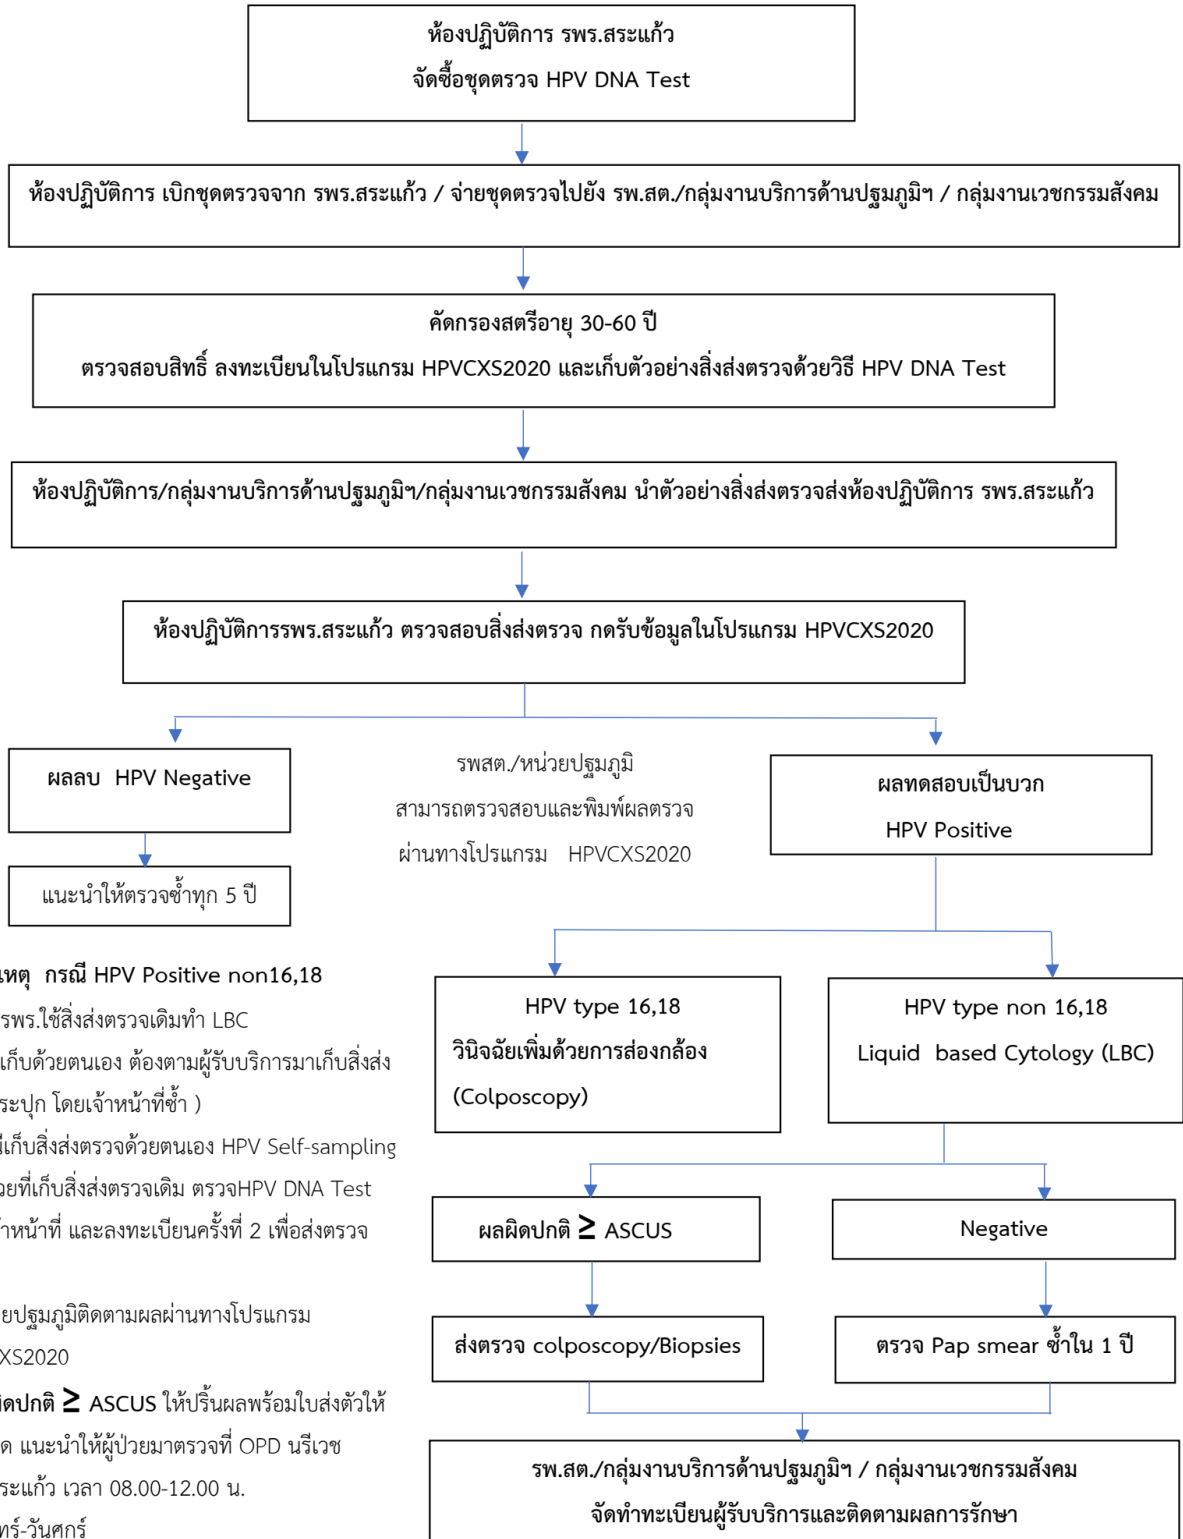 ห้องปฏิบัติการ รพร.สระแก้ว
จัดซื้อชุดตรวจ HPV DNA Test
ห้องปฏิบัติการ เบิกชุดตรวจจาก รพร.สระแก้ว / จ่ายชุดตรวจไปยัง รพ.สต./กลุ่มงานบริการด้านปฐมภูมิฯ / กลุ่มงานเวชกรรมสังคม
คัดกรองสตรีอายุ 30-60 ปี
ตรวจสอบสิทธิ์ ลงทะเบียนในโปรแกรม HPVCXS2020 และเก็บตัวอย่างสิ่งส่งตรวจด้วยวิธี HPV DNA Test
ห้องปฏิบัติการ/กลุ่มงานบริการด้านปฐมภูมิฯ/กลุ่มงานเวชกรรมสังคม นำตัวอย่างสิ่งส่งตรวจส่งห้องปฏิบัติการ รพร.สระแก้ว
ห้องปฏิบัติการรพร.สระแก้ว ตรวจสอบสิ่งส่งตรวจ กดรับข้อมูลในโปรแกรม HPVCXS2020
ผลลบ HPV Negative
แนะนำให้ตรวจซ้ำทุก 5 ปี
รพสต./หน่วยปฐมภูมิ
สามารถตรวจสอบและพิมพ์ผลตรวจ
ผ่านทางโปรแกรม HPVCXS2020
ผลทดสอบเป็นบวก
HPV Positive
HPV type 16,18
วินิจฉัยเพิ่มด้วยการส่องกล้อง
(Colposcopy)
HPV type non 16,18
Liquid based Cytology (LBC)
ผลผิดปกติ ≥ ASCUS
Negative
ส่งตรวจ colposcopy/Biopsies
ตรวจ Pap smear ซ้ำใน 1 ปี
รพ.สต./กลุ่มงานบริการด้านปฐมภูมิฯ / กลุ่มงานเวชกรรมสังคม
จัดทำทะเบียนผู้รับบริการและติดตามผลการรักษา
เหตุ กรณี HPV Positive non16,18
รพร.ใช้สิ่งส่งตรวจเดิมทำ LBC
เก็บด้วยตนเอง ต้องตามผู้รับบริการมาเก็บสิ่งส่ง
ระปุก โดยเจ้าหน้าที่ซ้ำ )
เก็บสิ่งส่งตรวจด้วยตนเอง HPV Self-sampling
วยที่เก็บสิ่งส่งตรวจเดิม ตรวจHPV DNA Test
าหน้าที่ และลงทะเบียนครั้งที่ 2 เพื่อส่งตรวจ
ยปฐมภูมิติดตามผลผ่านทางโปรแกรม
XS2020
ผิดปกติ ≥ ASCUS ให้ปริ้นผลพร้อมใบส่งตัวให้
ด แนะนำให้ผู้ป่วยมาตรวจที่ OPD นรีเวช
ระแก้ว เวลา 08.00-12.00 น.
ทร์-วันศกร์